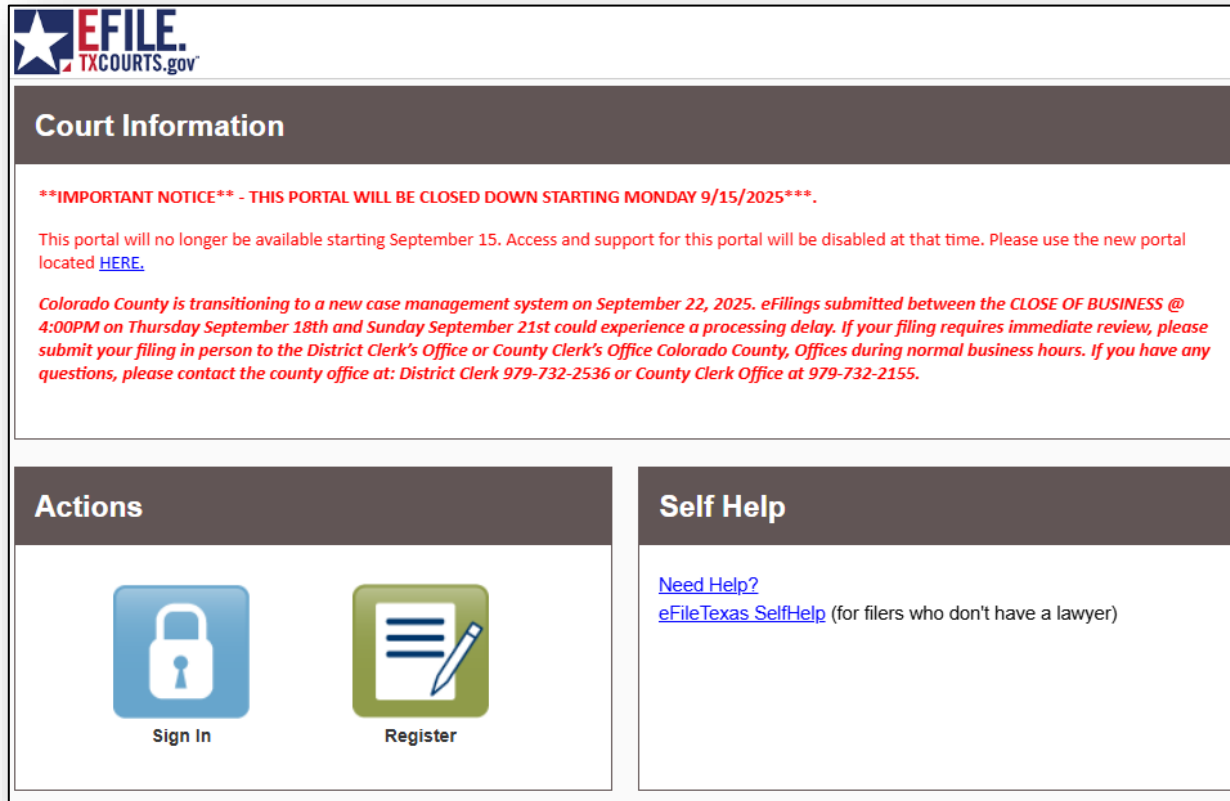 EFILE.
TXCOURTS.gov™
Court Information
**IMPORTANT NOTICE** - THIS PORTAL WILL BE CLOSED DOWN STARTING MONDAY 9/15/2025***.
This portal will no longer be available starting September 15. Access and support for this portal will be disabled at that time. Please use the new portal
located HERE.
Colorado County is transitioning to a new case management system on September 22, 2025. eFilings submitted between the CLOSE OF BUSINESS @
4:00PM on Thursday September 18th and Sunday September 21st could experience a processing delay. If your filing requires immediate review, please
submit your filing in person to the District Clerk's Office or County Clerk's Office Colorado County, Offices during normal business hours. If you have any
questions, please contact the county office at: District Clerk 979-732-2536 or County Clerk Office at 979-732-2155.
Actions
Sign In
Register
Self Help
Need Help?
eFileTexas SelfHelp (for filers who don't have a lawyer)